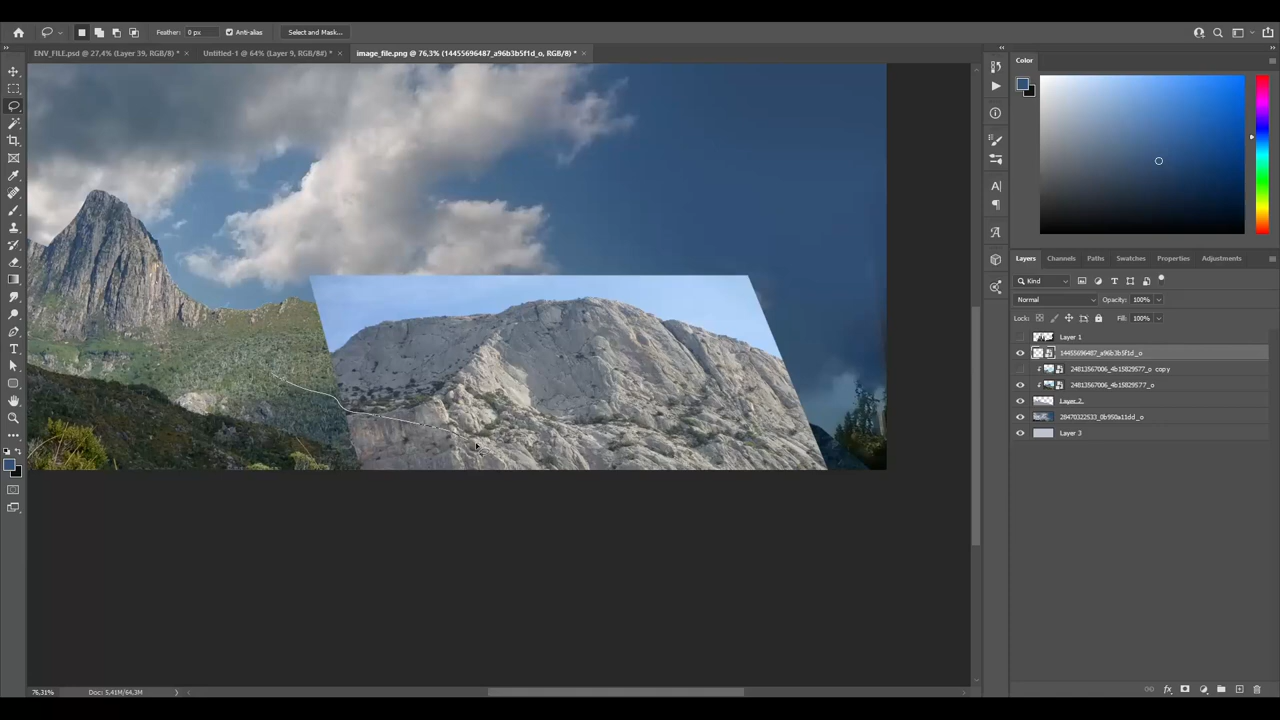 Feather: 0 px Anti-alias Select and Mask...
ENV_FILE.psd @ 27,4% (Layer 39, RGB/8) * × Untitled-1 @ 64% (Layer 9, RGB/8#) * × image_file.png @ 76,3% (14455696487_a96b3b5f1d_o, RGB/8) * ×
Color
Layers Channels Paths Swatches Properties Adjustments
Kind
Normal Opacity: 100%
Lock: Fill: 100%
Layer 1
14455696487_a96b3b5f1d_o
24813567006_4b15829577_o copy
24813567006_4b15829577_o
Layer 2
28470322533_0b950a11dd_o
Layer 3
76,31% Doc: 5,41M/64,3M